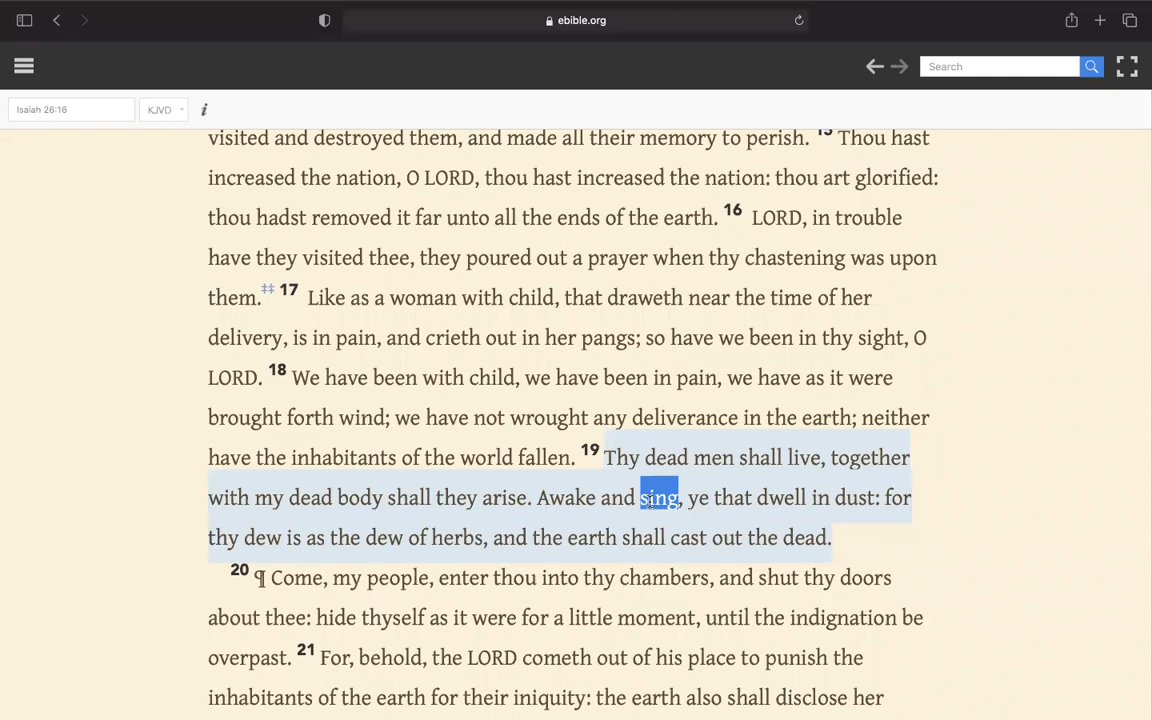 ebible.org
Search
Isaiah 26:16
KJVD
i
visited and destroyed them, and made all their memory to perish. 15 Thou hast
increased the nation, O LORD, thou hast increased the nation: thou art glorified:
thou hadst removed it far unto all the ends of the earth. 16 LORD, in trouble
have they visited thee, they poured out a prayer when thy chastening was upon
them.‡‡ 17 Like as a woman with child, that draweth near the time of her
delivery, is in pain, and crieth out in her pangs; so have we been in thy sight, O
LORD. 18 We have been with child, we have been in pain, we have as it were
brought forth wind; we have not wrought any deliverance in the earth; neither
have the inhabitants of the world fallen. 19 Thy dead men shall live, together
with my dead body shall they arise. Awake and sing, ye that dwell in dust: for
thy dew is as the dew of herbs, and the earth shall cast out the dead.
20 ¶ Come, my people, enter thou into thy chambers, and shut thy doors
about thee: hide thyself as it were for a little moment, until the indignation be
overpast. 21 For, behold, the LORD cometh out of his place to punish the
inhabitants of the earth for their iniquity: the earth also shall disclose her